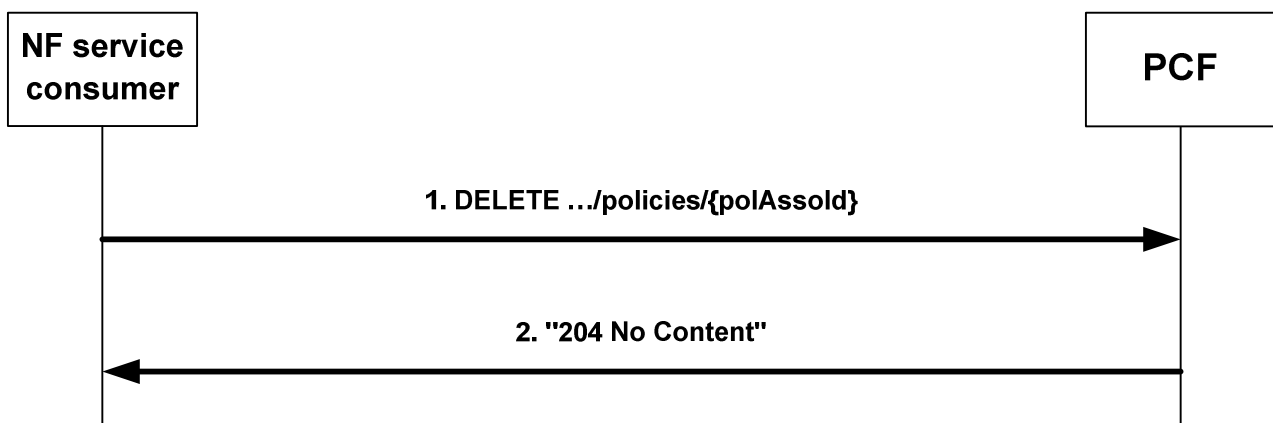 NF service
consumer
PCF
1. DELETE …/policies/{polAssoId}
2. "204 No Content"